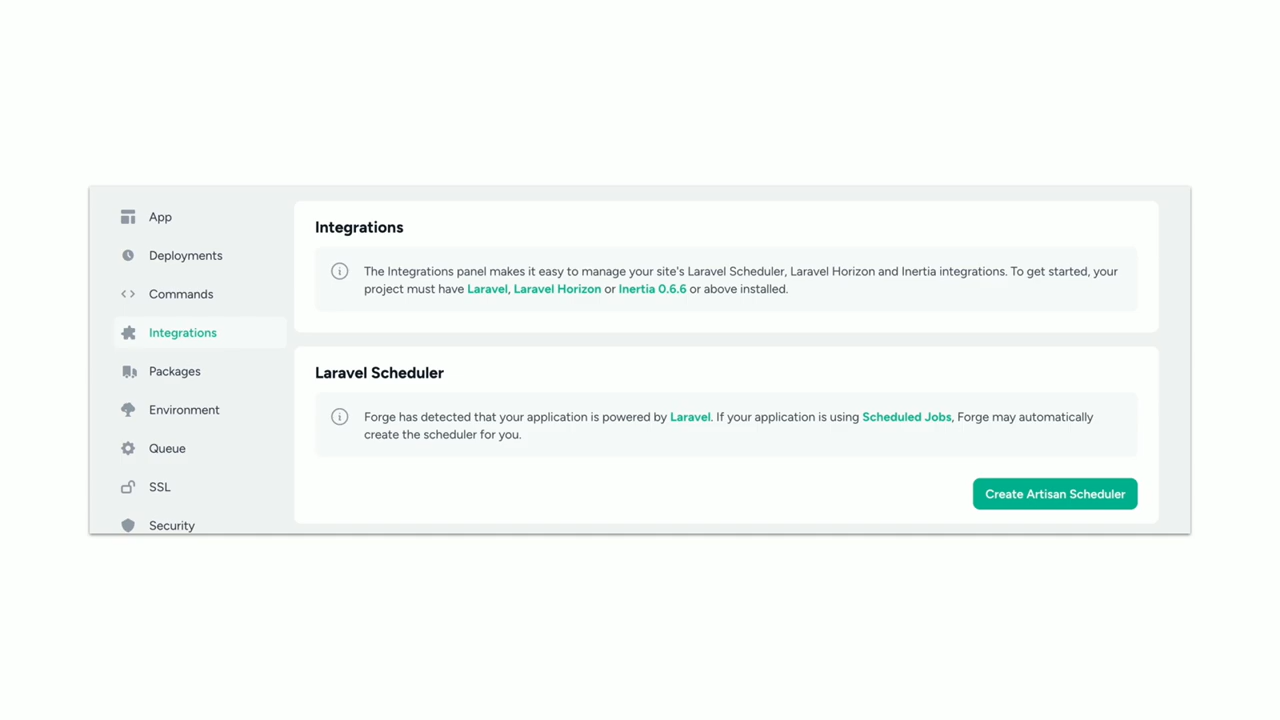 App
Deployments
Commands
Integrations
Packages
Environment
Queue
SSL
Security
Integrations
The Integrations panel makes it easy to manage your site's Laravel Scheduler, Laravel Horizon and Inertia integrations. To get started, your
project must have Laravel, Laravel Horizon or Inertia 0.6.6 or above installed.
Laravel Scheduler
Forge has detected that your application is powered by Laravel. If your application is using Scheduled Jobs, Forge may automatically
create the scheduler for you.
Create Artisan Scheduler